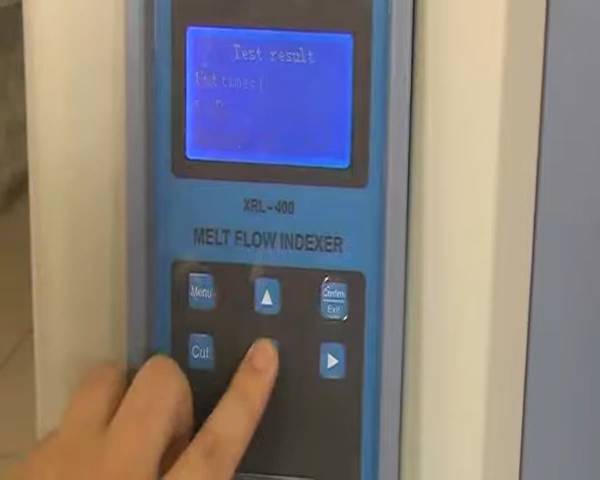 Test result
XRL-400
MELT FLOW INDEXER
Menu
▲
Confirm
Exit
Cut
▶